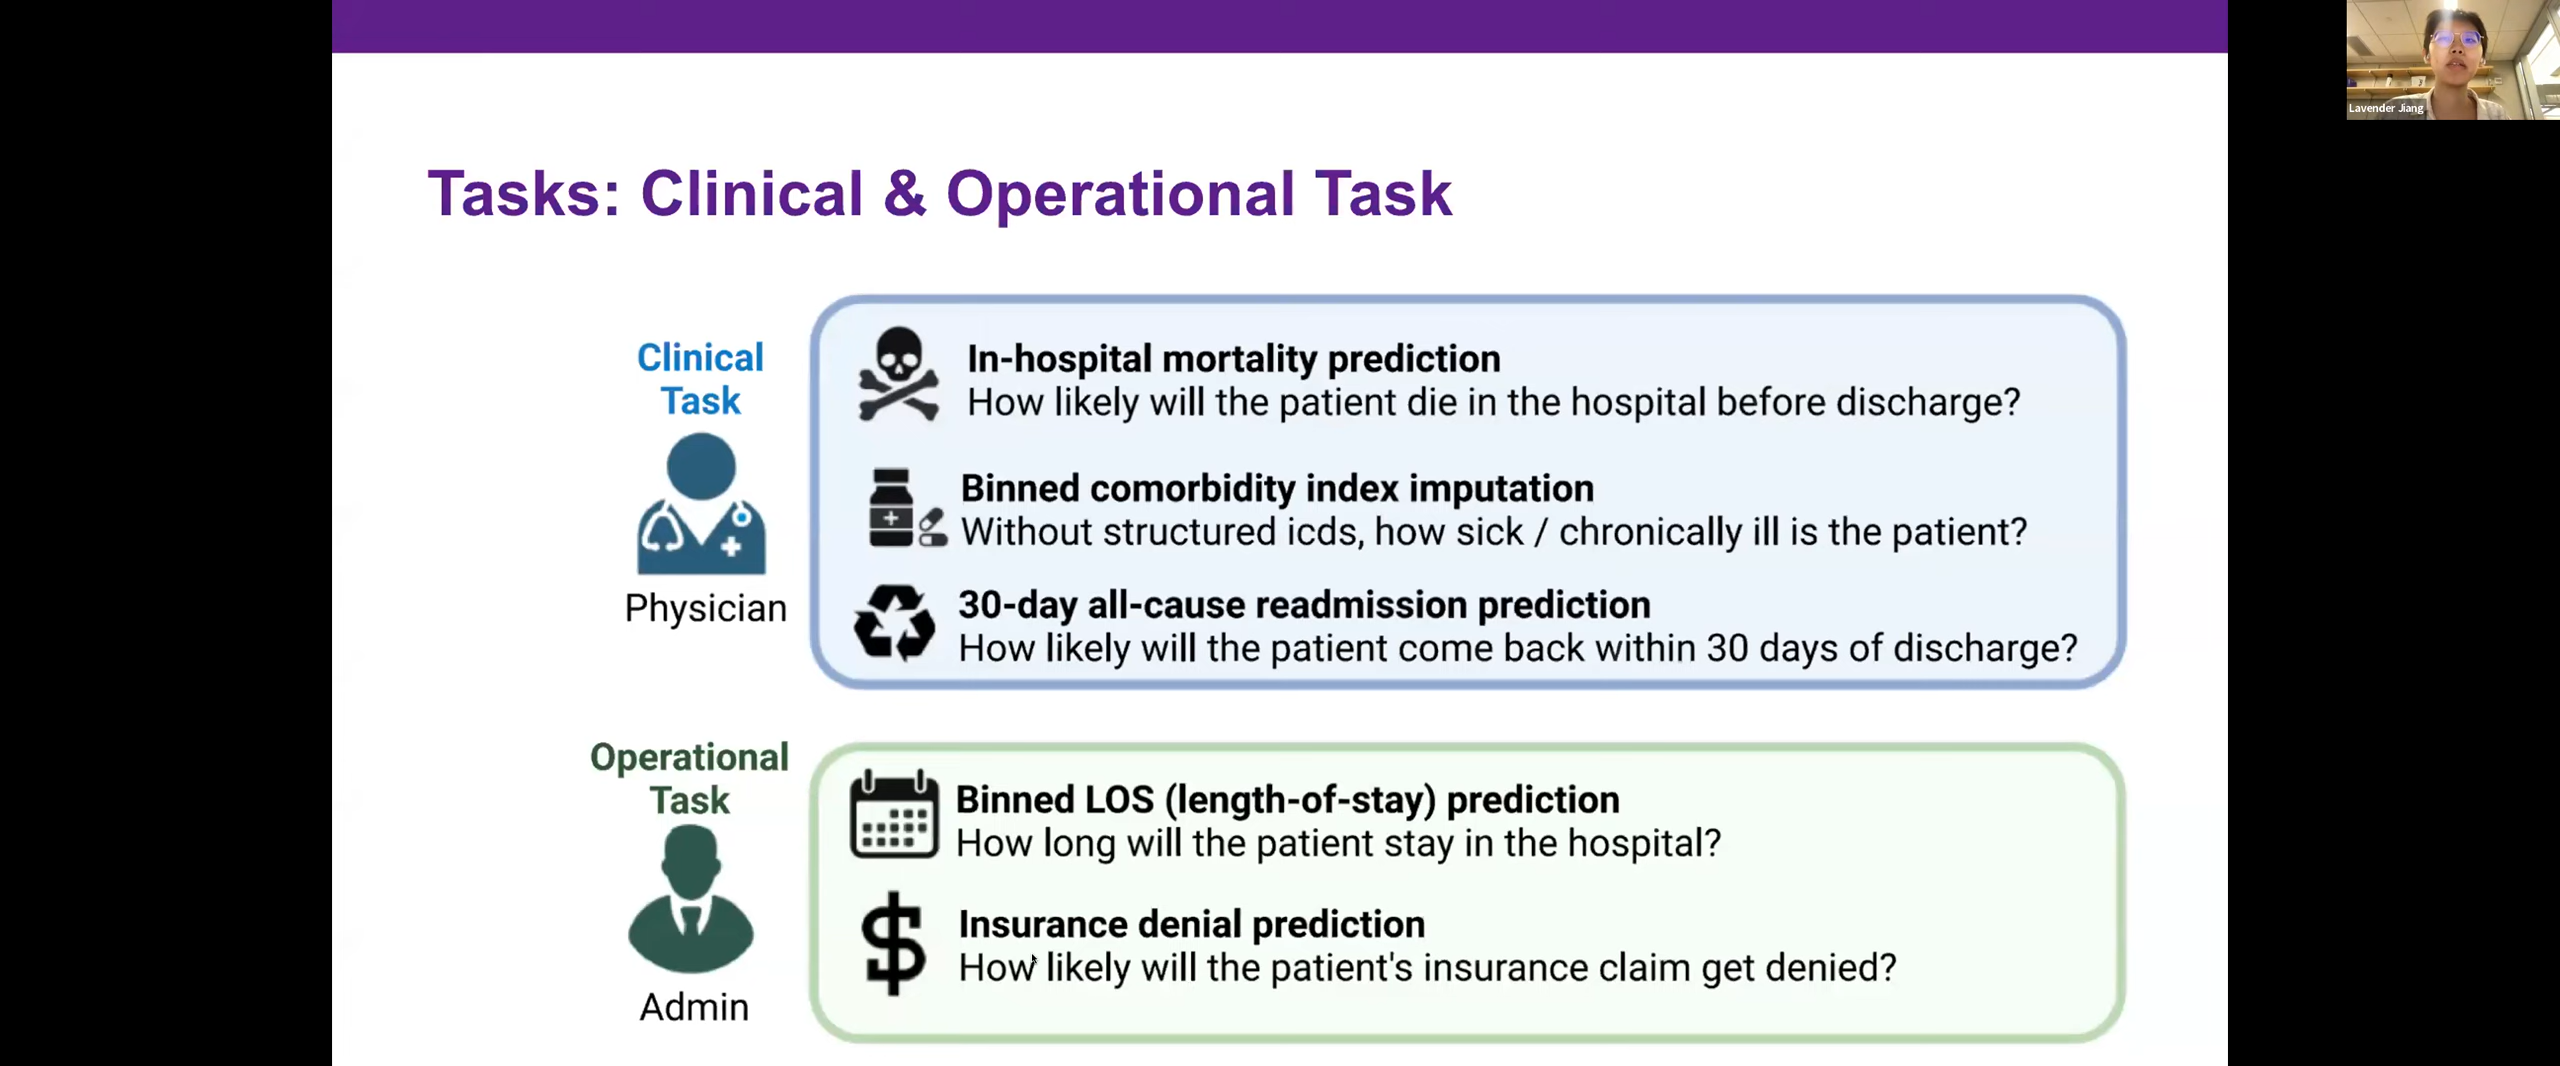 Lavender Jiang
Tasks: Clinical & Operational Task
Clinical
Task
Physician
In-hospital mortality prediction
How likely will the patient die in the hospital before discharge?
Binned comorbidity index imputation
Without structured icds, how sick / chronically ill is the patient?
30-day all-cause readmission prediction
How likely will the patient come back within 30 days of discharge?
Operational
Task
Admin
Binned LOS (length-of-stay) prediction
How long will the patient stay in the hospital?
Insurance denial prediction
How likely will the patient's insurance claim get denied?